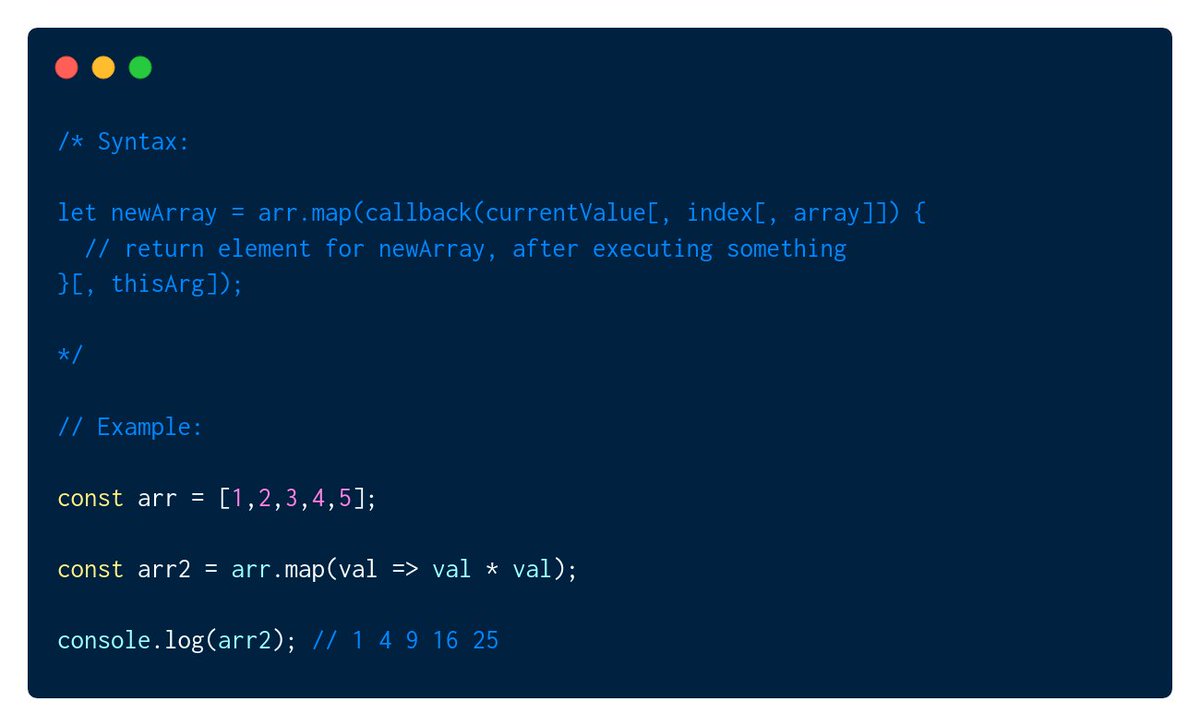 /* Syntax:
let newArray = arr.map(callback(currentValue[, index[, array]]) {
  // return element for newArray, after executing something
}[, thisArg]);
*/
// Example:
const arr = [1,2,3,4,5];
const arr2 = arr.map(val => val * val);
console.log(arr2); // 1 4 9 16 25